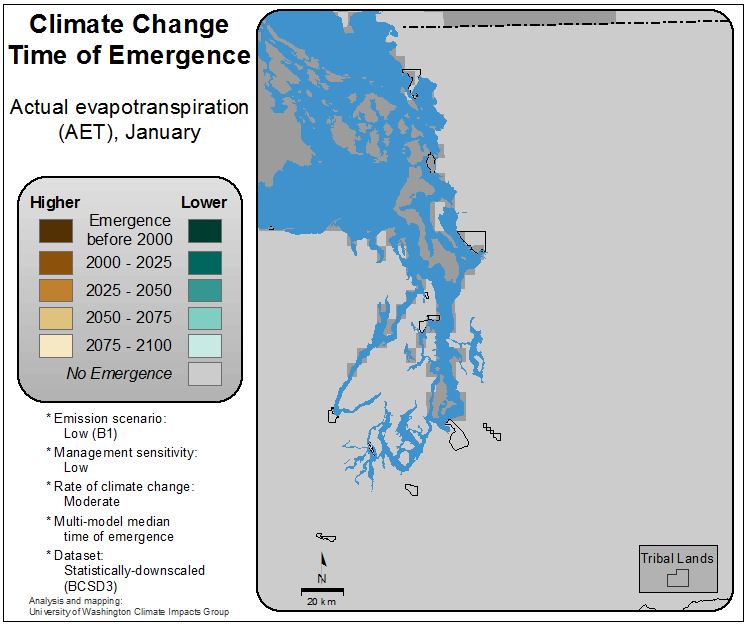 Climate Change
Time of Emergence
Actual evapotranspiration
(AET), January
Higher
Lower
Emergence
before 2000
2000 - 2025
2025 - 2050
2050 - 2075
2075 - 2100
No Emergence
* Emission scenario:
Low (B1)
* Management sensitivity:
Low
* Rate of climate change:
Moderate
* Multi-model median
time of emergence
* Dataset:
Statistically-downscaled
(BCSD3)
Analysis and mapping:
University of Washington Climate Impacts Group
N
20 km
Tribal Lands